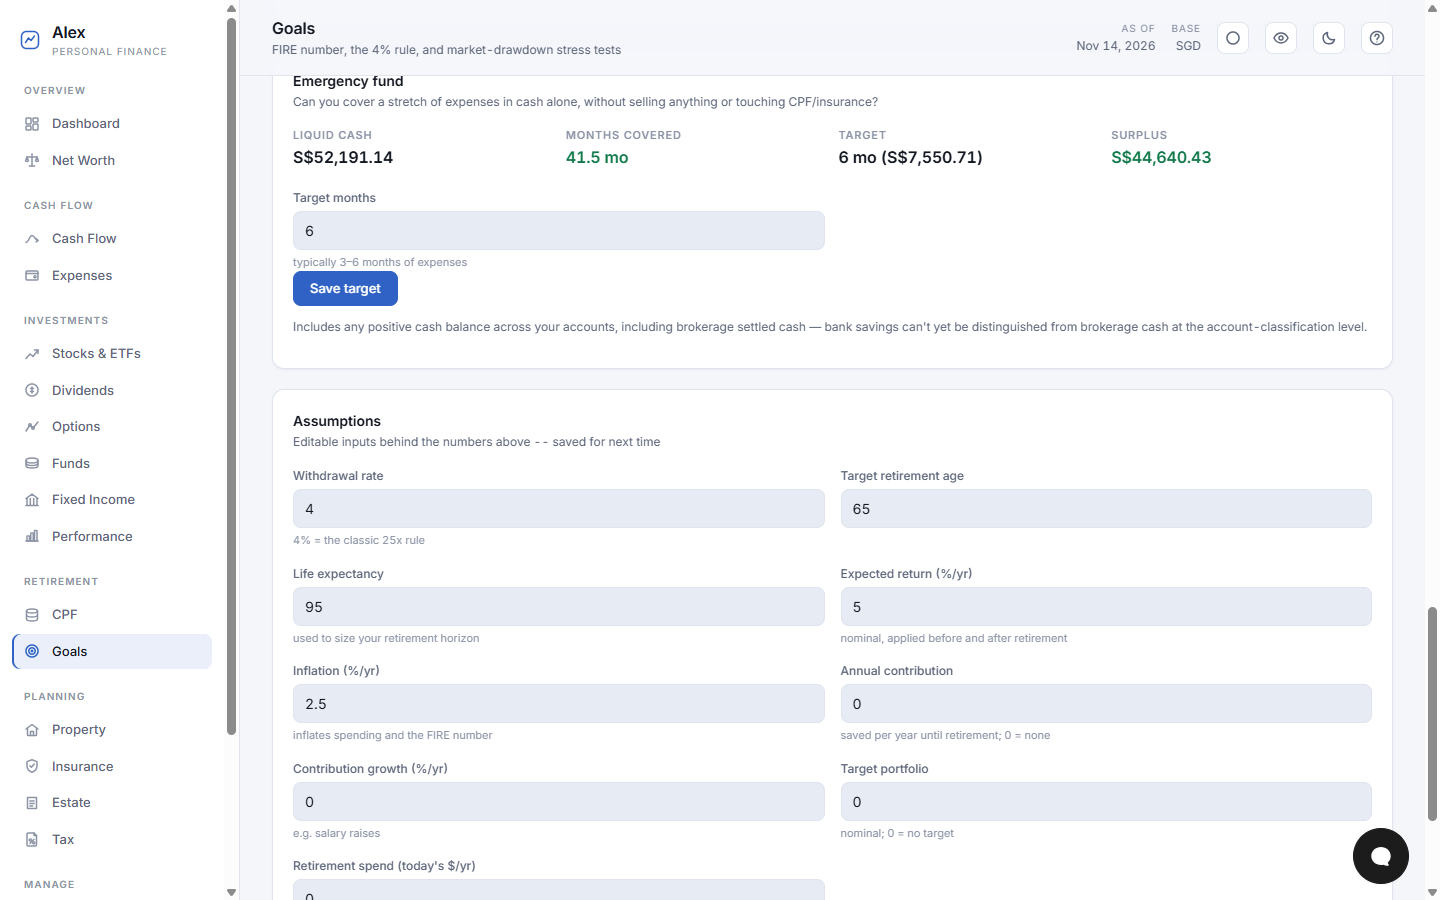 Alex
PERSONAL FINANCE
OVERVIEW
Dashboard
Net Worth
CASH FLOW
Cash Flow
Expenses
INVESTMENTS
Stocks & ETFs
Dividends
Options
Funds
Fixed Income
Performance
RETIREMENT
CPF
Goals
PLANNING
Property
Insurance
Estate
Tax
MANAGE
Goals
FIRE number, the 4% rule, and market-drawdown stress tests
AS OF
Nov 14, 2026
BASE
SGD
Emergency fund
Can you cover a stretch of expenses in cash alone, without selling anything or touching CPF/insurance?
LIQUID CASH
S$52,191.14
MONTHS COVERED
41.5 mo
TARGET
6 mo (S$7,550.71)
SURPLUS
S$44,640.43
Target months
6
typically 3–6 months of expenses
Save target
Includes any positive cash balance across your accounts, including brokerage settled cash — bank savings can't yet be distinguished from brokerage cash at the account-classification level.
Assumptions
Editable inputs behind the numbers above -- saved for next time
Withdrawal rate
4
4% = the classic 25x rule
Target retirement age
65
Life expectancy
95
used to size your retirement horizon
Expected return (%/yr)
5
nominal, applied before and after retirement
Inflation (%/yr)
2.5
inflates spending and the FIRE number
Annual contribution
0
saved per year until retirement; 0 = none
Contribution growth (%/yr)
0
e.g. salary raises
Target portfolio
0
nominal; 0 = no target
Retirement spend (today's $/yr)
0